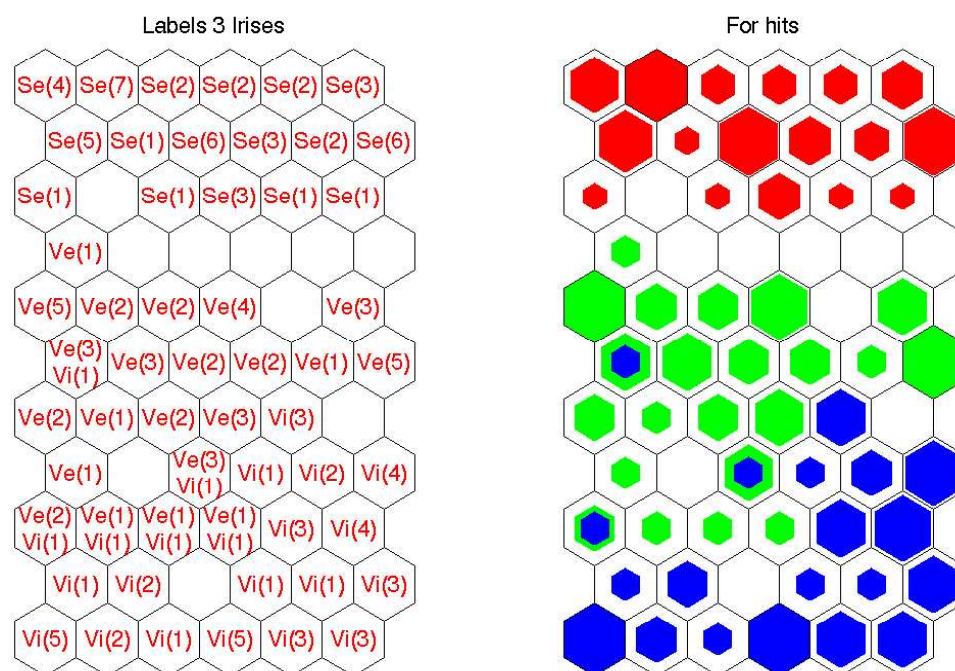 Labels 3 Irises
For hits
Se(4) Se(7) Se(2) Se(2) Se(2) Se(3)
Se(5) Se(1) Se(6) Se(3) Se(2) Se(6)
Se(1) Se(1) Se(3) Se(1) Se(1)
Ve(1)
Ve(5) Ve(2) Ve(2) Ve(4) Ve(3)
Ve(3)
Vi(1)
Ve(3) Ve(2) Ve(2) Ve(1) Ve(5)
Ve(2) Ve(1) Ve(2) Ve(3) Vi(3)
Ve(1)
Ve(3)
Vi(1)
Vi(1) Vi(2) Vi(4)
Ve(2) Ve(1) Ve(1) Ve(1)
Vi(1) Vi(1) Vi(1) Vi(1)
Vi(3) Vi(4)
Vi(1) Vi(2) Vi(1) Vi(1) Vi(3)
Vi(5) Vi(2) Vi(1) Vi(5) Vi(3) Vi(3)